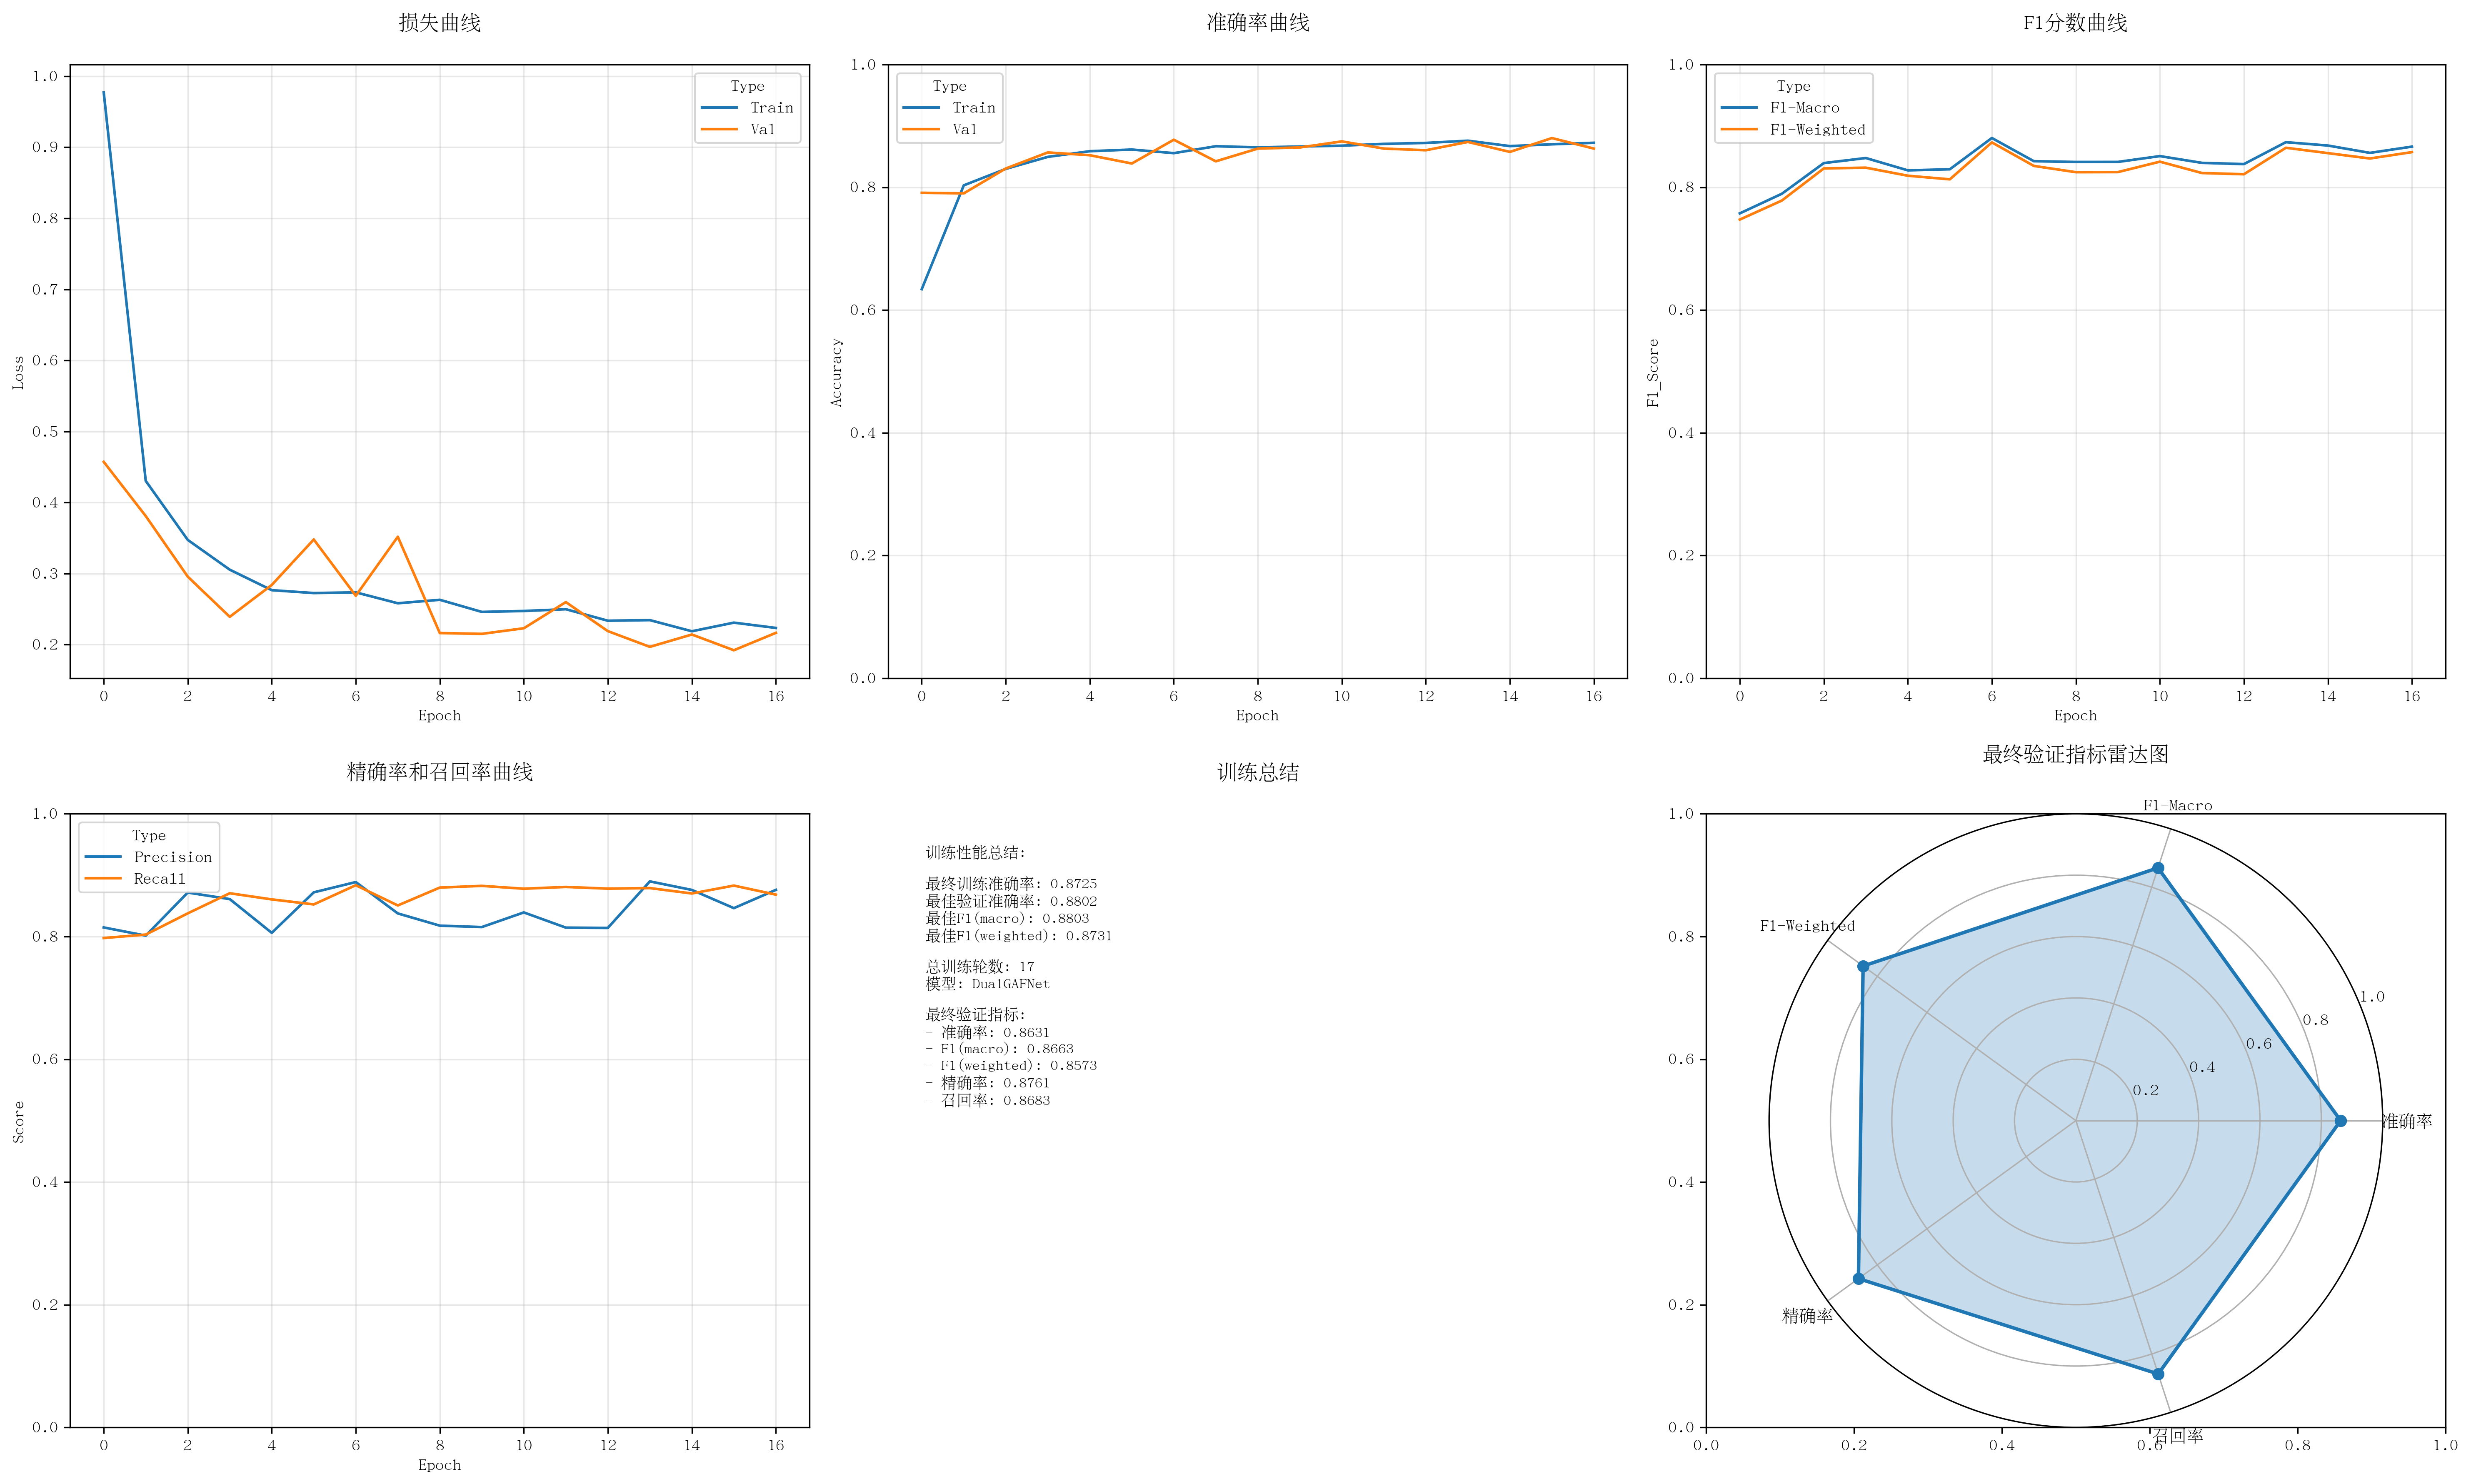 损失曲线
Type
Train
Val
1.0
0.9
0.8
0.7
0.6
0.5
0.4
0.3
0.2
Loss
0 2 4 6 8 10 12 14 16
Epoch
准确率曲线
Type
Train
Val
1.0
0.8
0.6
0.4
0.2
0.0
Accuracy
0 2 4 6 8 10 12 14 16
Epoch
F1分数曲线
Type
F1-Macro
F1-Weighted
1.0
0.8
0.6
0.4
0.2
0.0
F1_Score
0 2 4 6 8 10 12 14 16
Epoch
精确率和召回率曲线
Type
Precision
Recall
1.0
0.8
0.6
0.4
0.2
0.0
Score
0 2 4 6 8 10 12 14 16
Epoch
训练总结
训练性能总结:
最终训练准确率: 0.8725
最佳验证准确率: 0.8802
最佳F1(macro): 0.8803
最佳F1(weighted): 0.8731
总训练轮数: 17
模型: DualGAFNet
最终验证指标:
- 准确率: 0.8631
- F1(macro): 0.8663
- F1(weighted): 0.8573
- 精确率: 0.8761
- 召回率: 0.8683
最终验证指标雷达图
F1-Macro
F1-Weighted
准确率
精确率
召回率
1.0
0.8
0.6
0.4
0.2
1.0
0.8
0.6
0.4
0.2
0.0
0.0 0.2 0.4 0.6 0.8 1.0